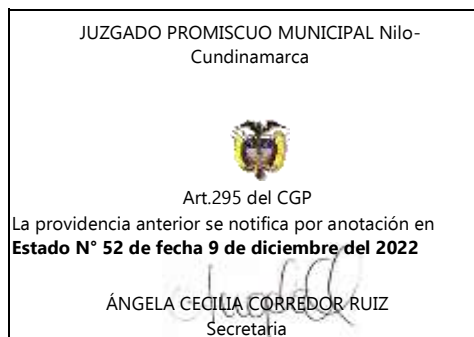 JUZGADO PROMISCUO MUNICIPAL Nilo-
Cundinamarca
Art.295 del CGP
La providencia anterior se notifica por anotación en
Estado N° 52 de fecha 9 de diciembre del 2022
ÁNGELA CECILIA CORREDOR RUIZ
Secretaria